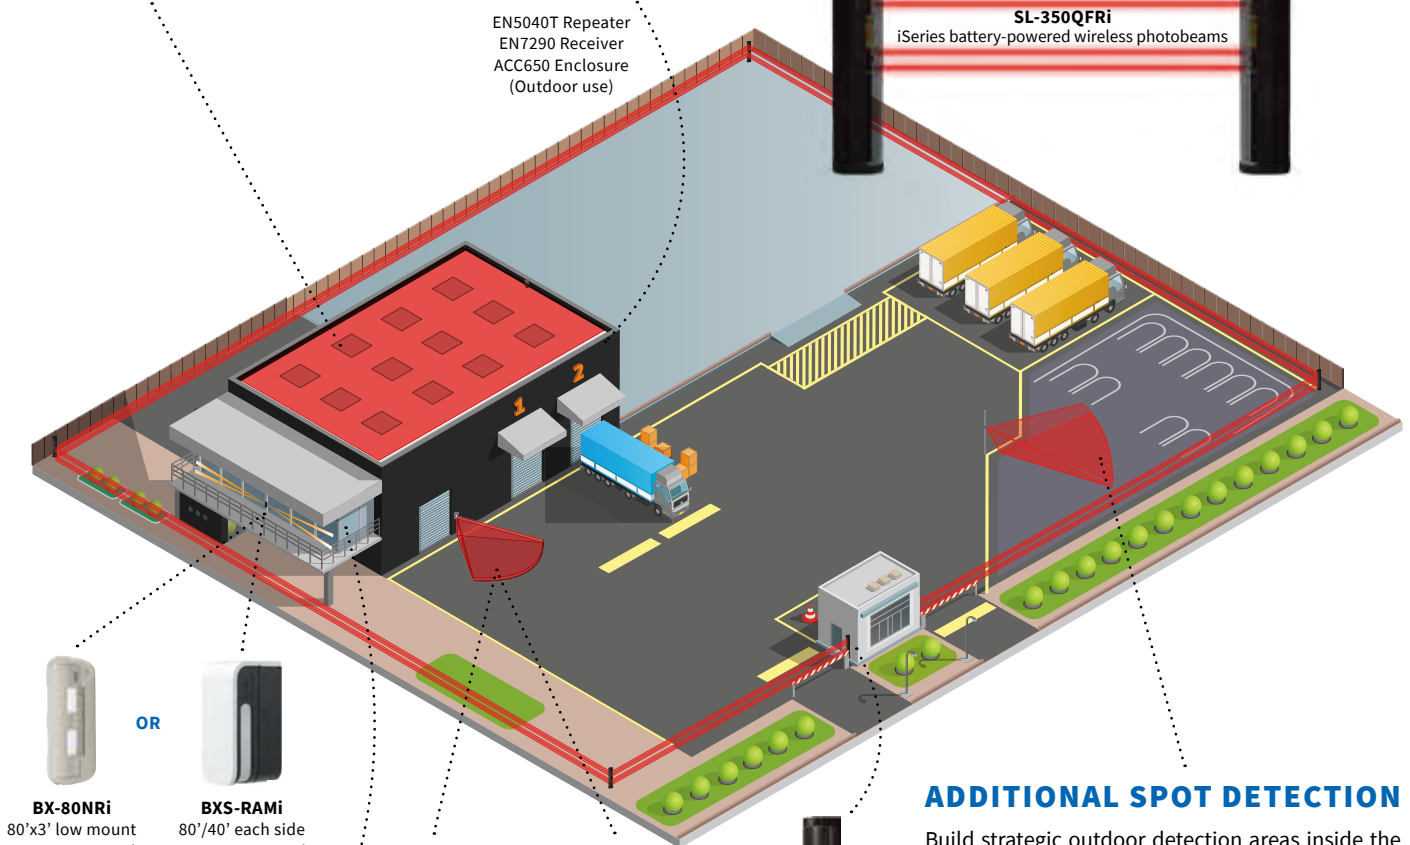 EN5040T Repeater
EN7290 Receiver
ACC650 Enclosure
(Outdoor use)
SL-350QFRi
iSeries battery-powered wireless photobeams
2
1
OR
BX-80NRi
80’x3’ low mount
BXS-RAMi
80’/40’ each side
ADDITIONAL SPOT DETECTION
Build strategic outdoor detection areas inside the